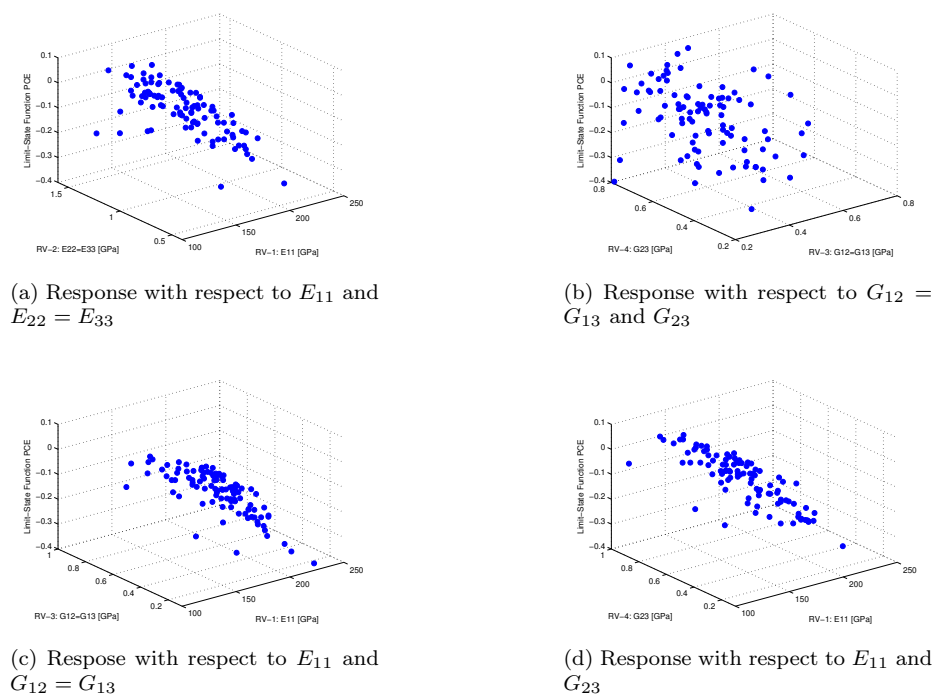 0.1
0
−0.1
−0.2
−0.3
−0.4
Limit−State Function PCE
1.5
1
0.5
RV−2: E22=E33 [GPa]
100
150
200
250
RV−1: E11 [GPa]
(a) Response with respect to E11 and
E22 = E33
0.1
0
−0.1
−0.2
−0.3
−0.4
Limit−State Function PCE
0.8
0.6
0.4
0.2
RV−4: G23 [GPa]
0.2
0.4
0.6
0.8
RV−3: G12=G13 [GPa]
(b) Response with respect to G12 =
G13 and G23
0.1
0
−0.1
−0.2
−0.3
−0.4
Limit−State Function PCE
1
0.8
0.6
0.4
0.2
RV−3: G12=G13 [GPa]
100
150
200
250
RV−1: E11 [GPa]
(c) Respose with respect to E11 and
G12 = G13
0.1
0
−0.1
−0.2
−0.3
−0.4
Limit−State Function PCE
1
0.8
0.6
0.4
0.2
RV−4: G23 [GPa]
100
150
200
250
RV−1: E11 [GPa]
(d) Response with respect to E11 and
G23